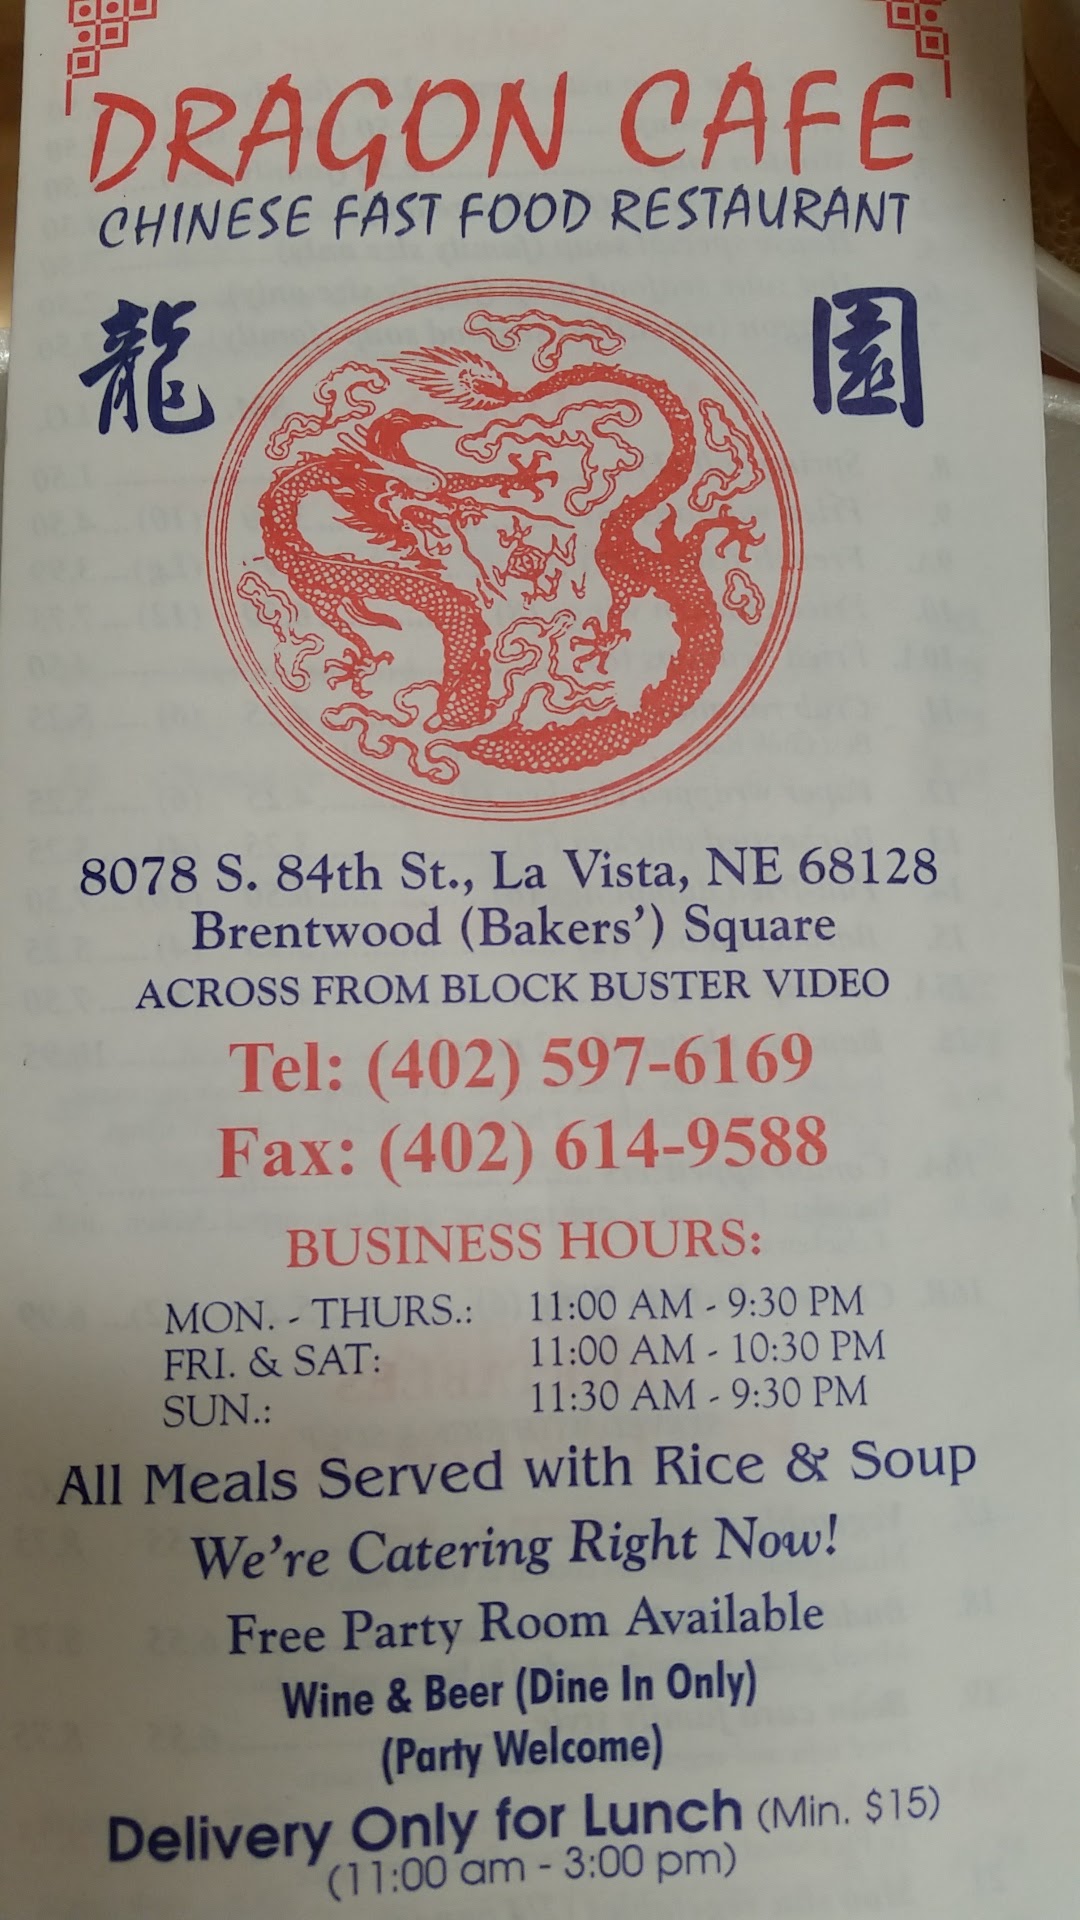 DRAGON CAFE
CHINESE FAST FOOD RESTAURANT
龍 園
8078 S. 84th St., La Vista, NE 68128
Brentwood (Bakers') Square
ACROSS FROM BLOCK BUSTER VIDEO
Tel: (402) 597-6169
Fax: (402) 614-9588
BUSINESS HOURS:
MON. - THURS.: 11:00 AM - 9:30 PM
FRI. & SAT: 11:00 AM - 10:30 PM
SUN.: 11:30 AM - 9:30 PM
All Meals Served with Rice & Soup
We're Catering Right Now!
Free Party Room Available
Wine & Beer (Dine In Only)
(Party Welcome)
Delivery Only for Lunch (Min. $15)
(11:00 am - 3:00 pm)